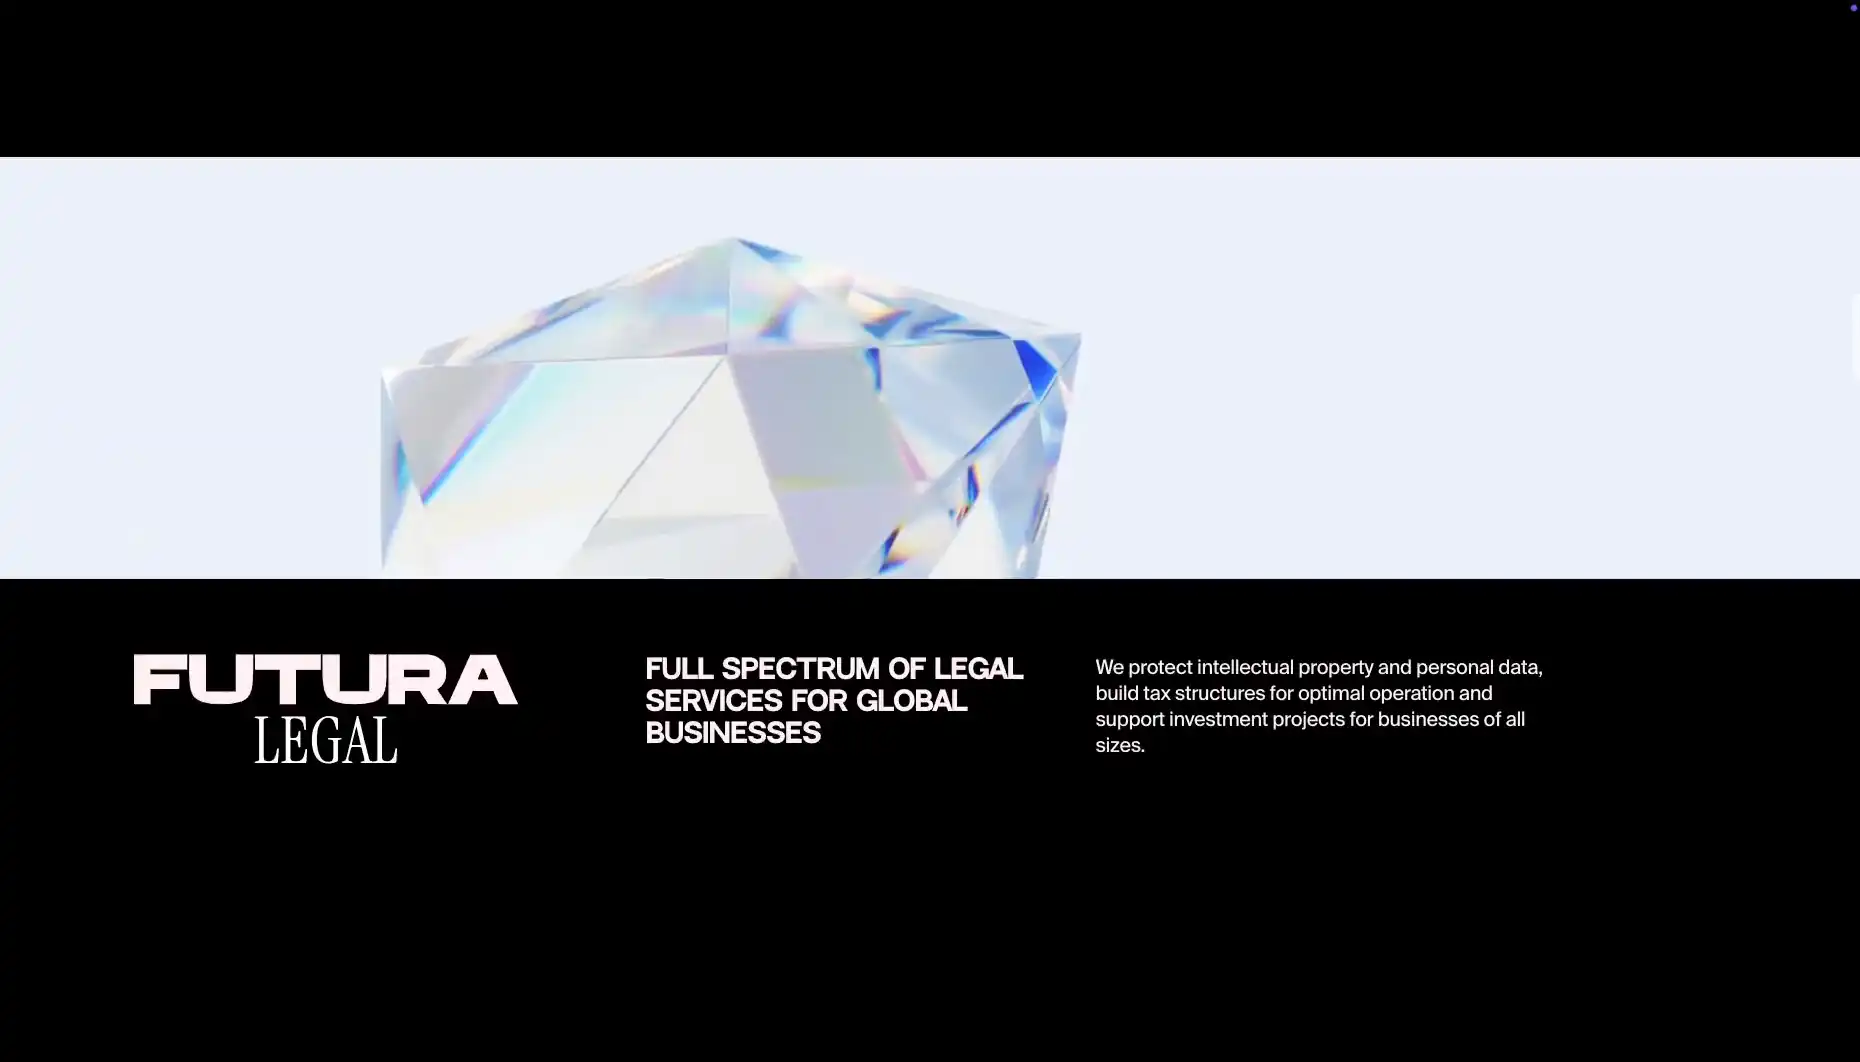 FUTURA
LEGAL
FULL SPECTRUM OF LEGAL
SERVICES FOR GLOBAL
BUSINESSES
We protect intellectual property and personal data,
build tax structures for optimal operation and
support investment projects for businesses of all
sizes.